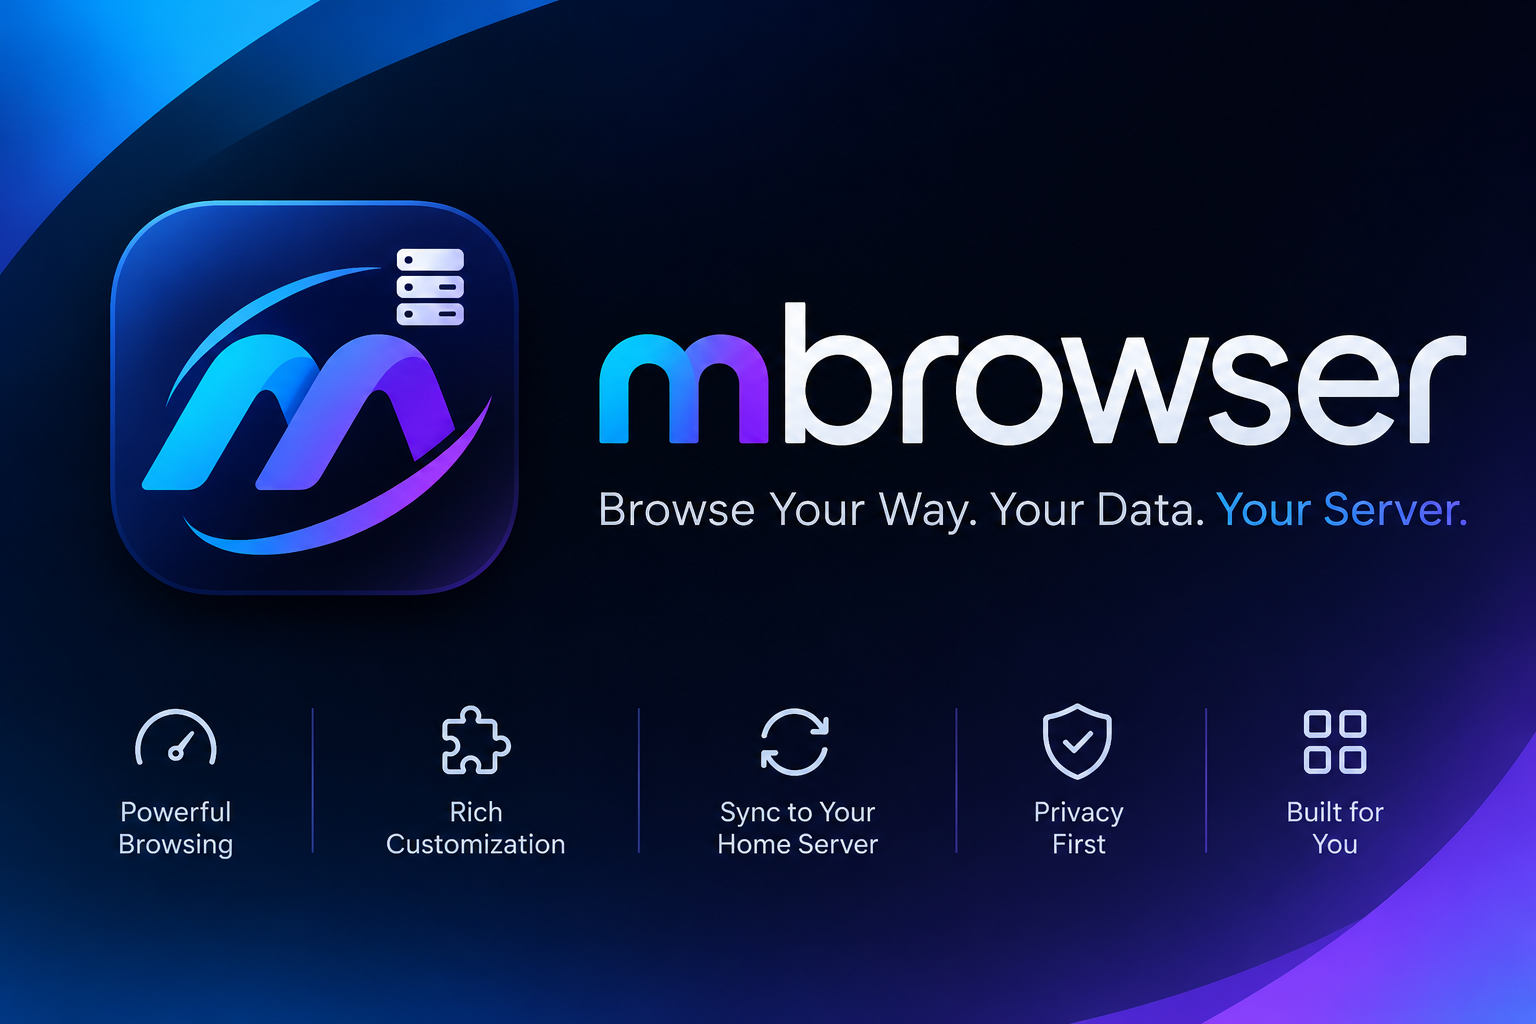 mbrowser
Browse Your Way. Your Data. Your Server.
Powerful
Browsing
Rich
Customization
Sync to Your
Home Server
Privacy
First
Built for
You